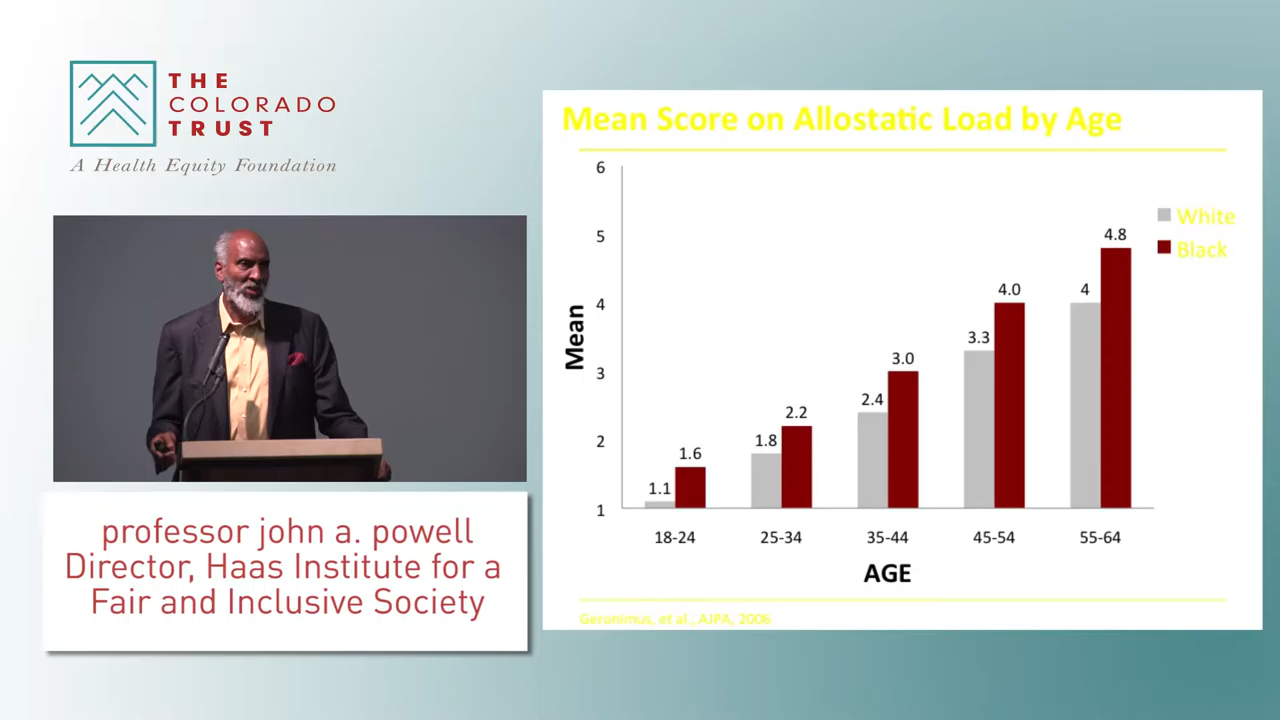 THE
COLORADO
TRUST
A Health Equity Foundation
professor john a. powell
Director, Haas Institute for a
Fair and Inclusive Society
Mean Score on Allostatic Load by Age
6
5
4
3
2
1
Mean
1.1
1.6
1.8
2.2
2.4
3.0
3.3
4.0
4
4.8
White
Black
18-24
25-34
35-44
45-54
55-64
AGE
Geronimus, et al., AJPA, 2006